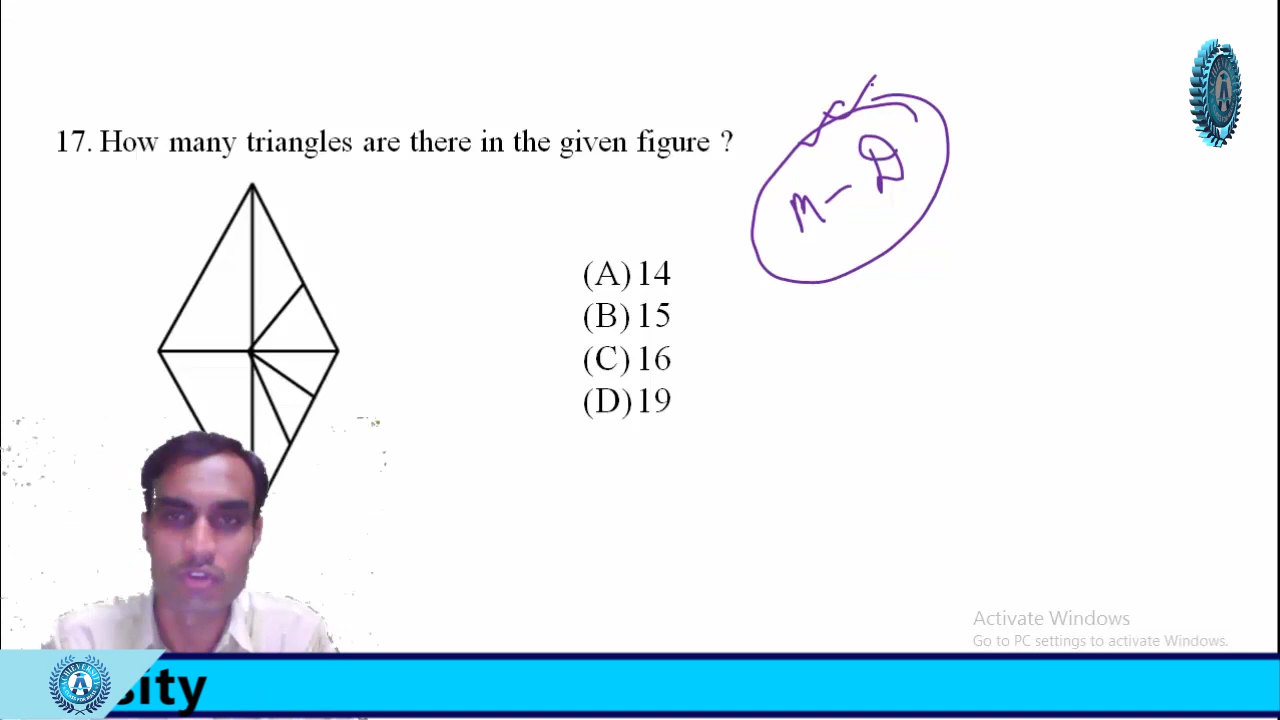 17. How many triangles are there in the given figure ?
M - D
(A) 14
(B) 15
(C) 16
(D) 19
Activate Windows
Go to PC settings to activate Windows.
sity